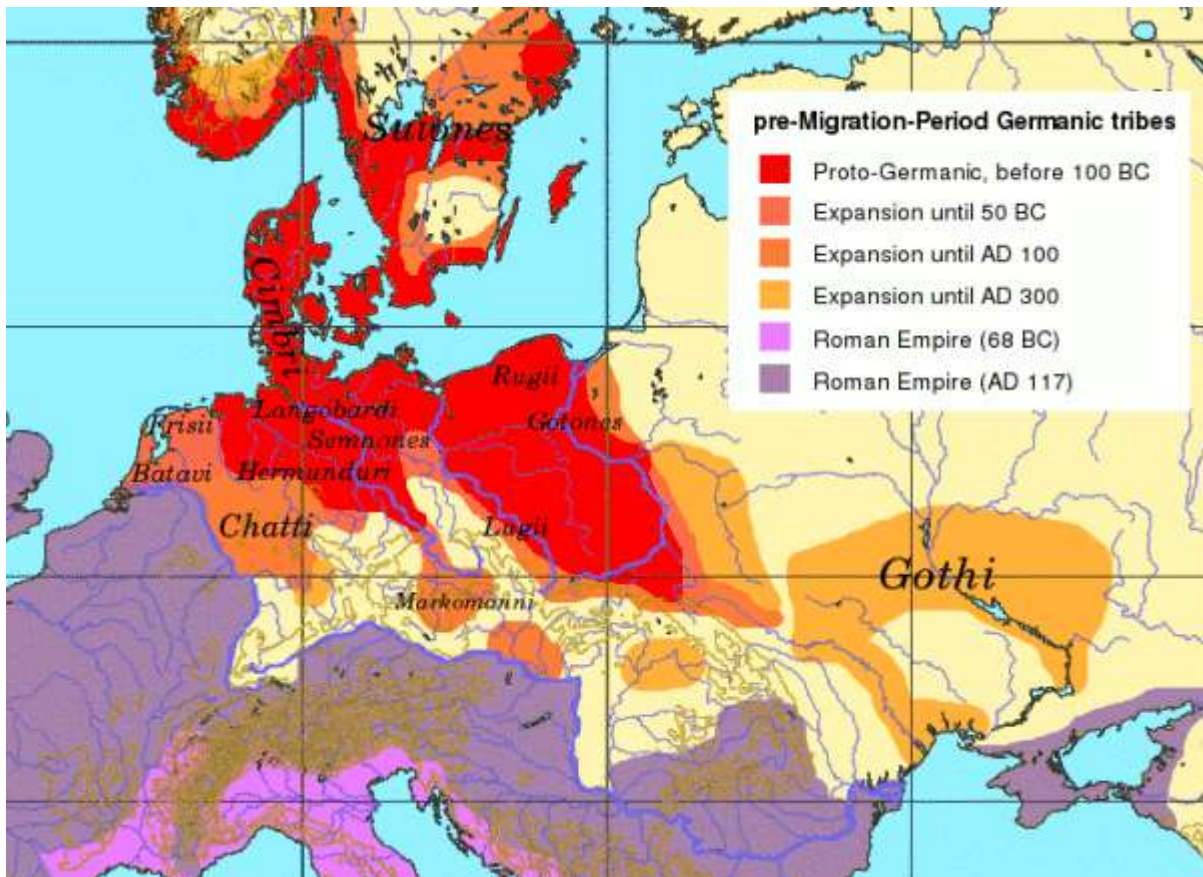 pre-Migration-Period Germanic tribes
Proto-Germanic, before 100 BC
Expansion until 50 BC
Expansion until AD 100
Expansion until AD 300
Roman Empire (68 BC)
Roman Empire (AD 117)
Suiones
Cimbri
Rugii
Langobardi
Gotones
Frisii
Semnones
Batavi
Hermunduri
Chatti
Lugii
Gothi
Markomanni